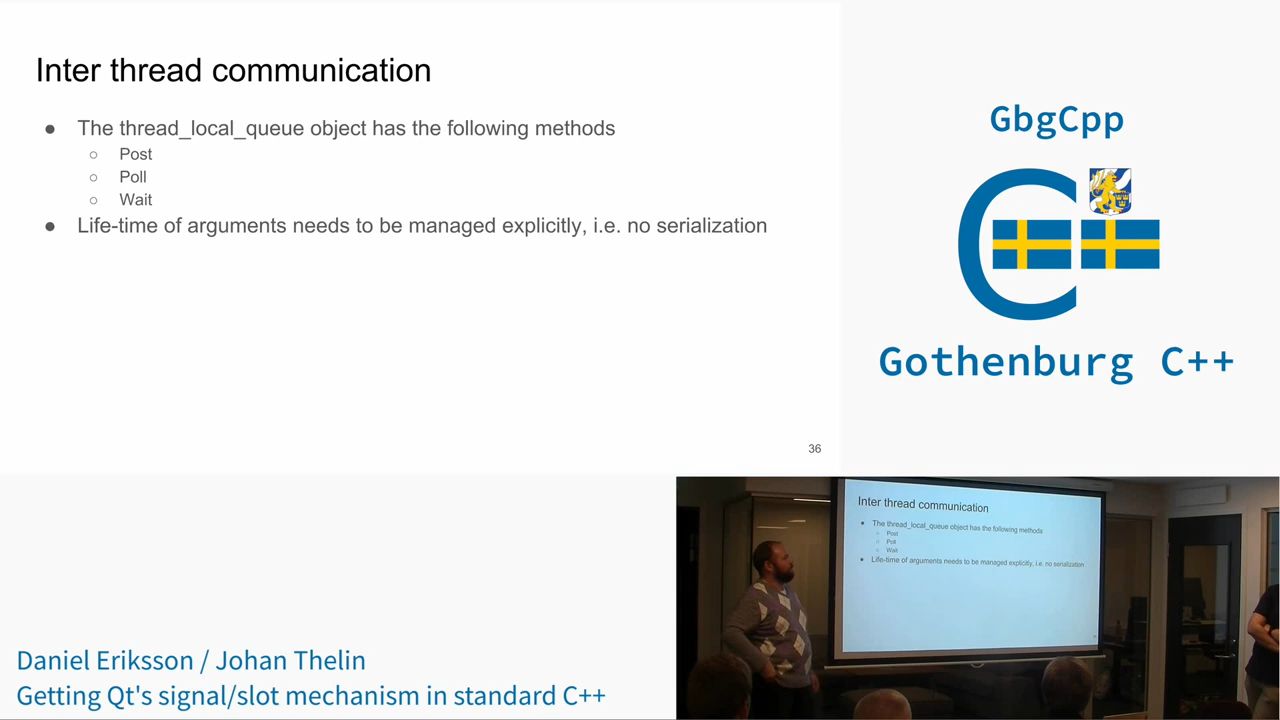 Inter thread communication
● The thread_local_queue object has the following methods
○ Post
○ Poll
○ Wait
● Life-time of arguments needs to be managed explicitly, i.e. no serialization
36
GbgCpp
C
Gothenburg C++
Inter thread communication
● The thread_local_queue object has the following methods
○ Post
○ Poll
○ Wait
● Life-time of arguments needs to be managed explicitly, i.e. no serialization
Daniel Eriksson / Johan Thelin
Getting Qt's signal/slot mechanism in standard C++